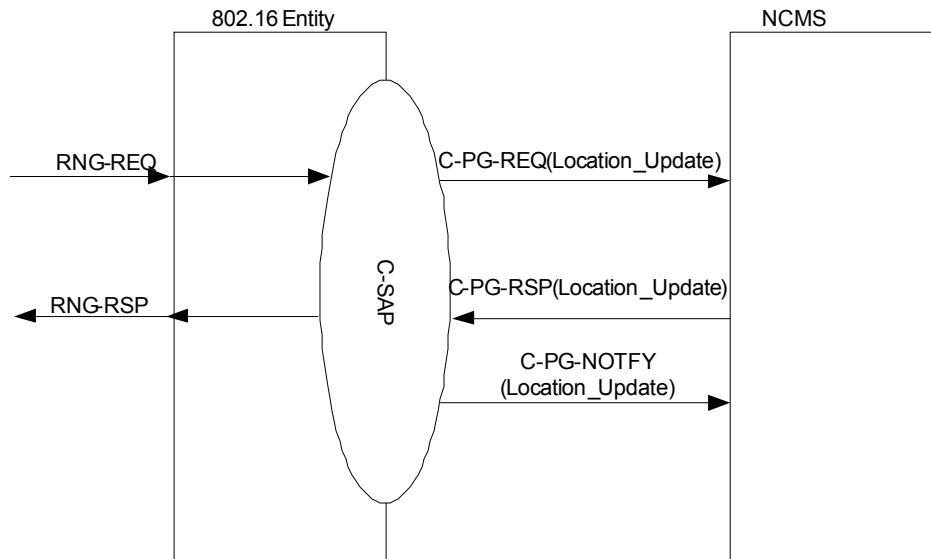 802.16 Entity
NCMS
RNG-REQ
C-PG-REQ(Location_Update)
C-SAP
C-PG-RSP(Location_Update)
RNG-RSP
C-PG-NOTFY
(Location_Update)